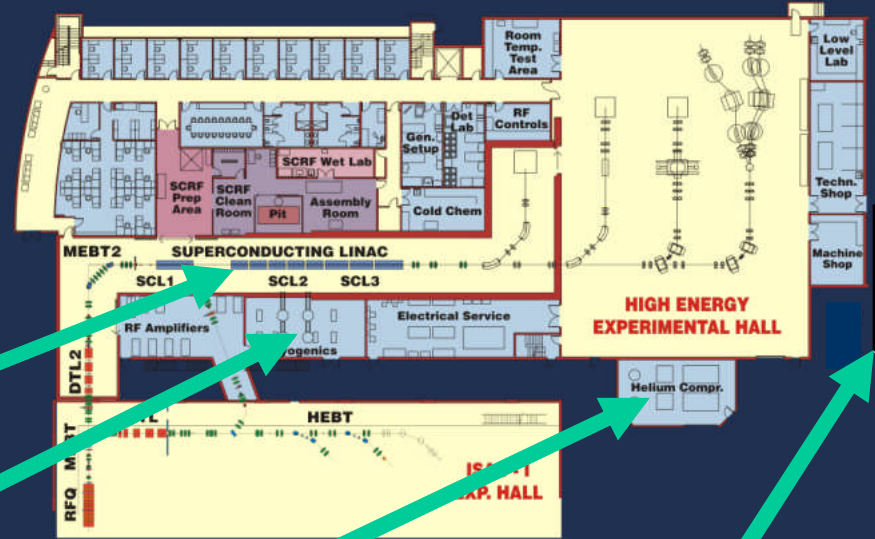 Room
Temp.
Test
Area
Low
Level
Lab
Det
Lab
RF
Controls
Gen.
Setup
SCRF Wet Lab
SCRF
Prep
Area
SCRF
Clean
Room
Pit
Assembly
Room
Cold Chem
Techn.
Shop
Machine
Shop
MEBT2
SUPERCONDUCTING LINAC
SCL1
SCL2
SCL3
HIGH ENERGY
EXPERIMENTAL HALL
RF Amplifiers
Electrical Service
DTL2
Helium Compr.
HEBT
RFQ
HALL